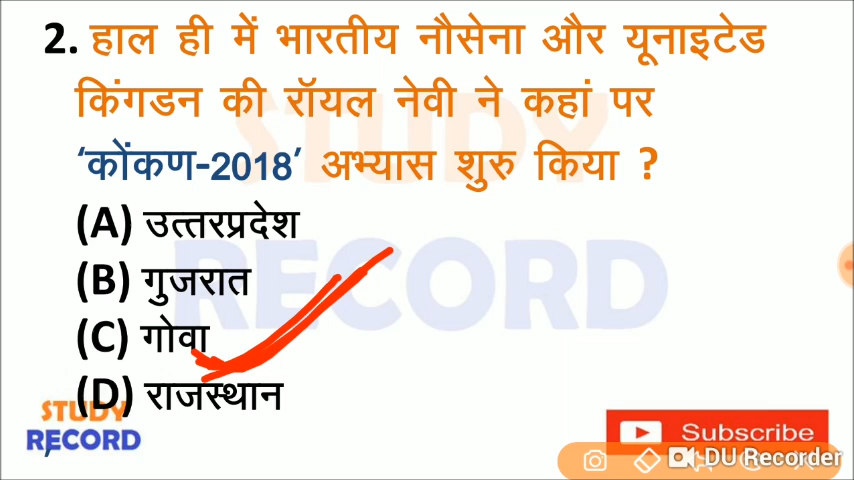 2. हाल ही में भारतीय नौसेना और यूनाइटेड
किंगडन की रॉयल नेवी ने कहां पर
‘कोंकण-2018’ अभ्यास शुरु किया ?
(A) उत्तरप्रदेश
(B) गुजरात
(C) गोवा
(D) राजस्थान
STUDY
RECORD
STUDY
RECORD
Subscribe
DU Recorder